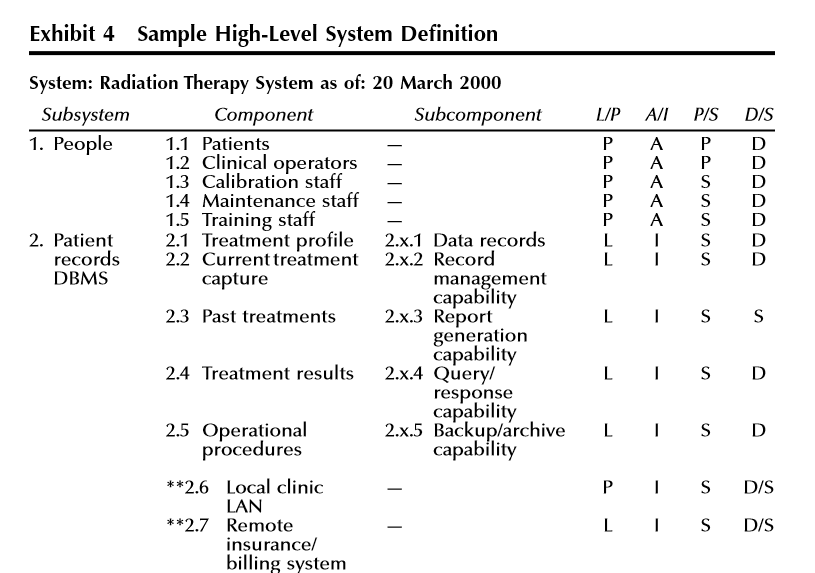 Exhibit 4 Sample High-Level System Definition
System: Radiation Therapy System as of: 20 March 2000
Subsystem Component Subcomponent L/P A/I P/S D/S
1. People 1.1 Patients — P A P D
1.2 Clinical operators — P A P D
1.3 Calibration staff — P A S D
1.4 Maintenance staff — P A S D
1.5 Training staff — P A S D
2. Patient 2.1 Treatment profile 2.x.1 Data records L I S D
records 2.2 Current treatment 2.x.2 Record L I S D
DBMS capture management
capability
2.3 Past treatments 2.x.3 Report L I S S
generation
capability
2.4 Treatment results 2.x.4 Query/ L I S D
response
capability
2.5 Operational 2.x.5 Backup/archive L I S D
procedures capability
**2.6 Local clinic — P I S D/S
LAN
**2.7 Remote — L I S D/S
insurance/
billing system